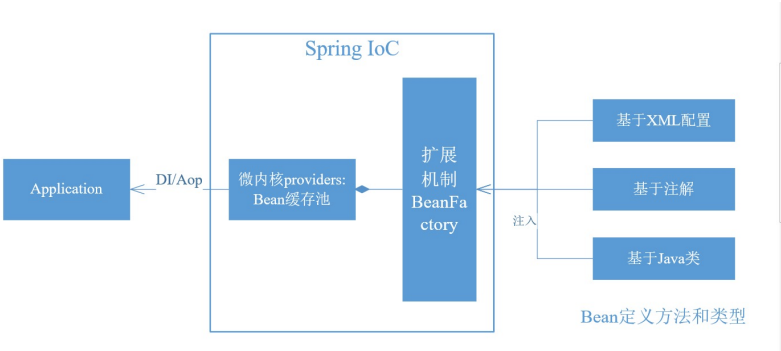 Spring IoC
Application
DI/Aop
微内核providers:
Bean缓存池
扩展
机制
BeanFa
ctory
注入
基于XML配置
基于注解
基于Java类
Bean定义方法和类型